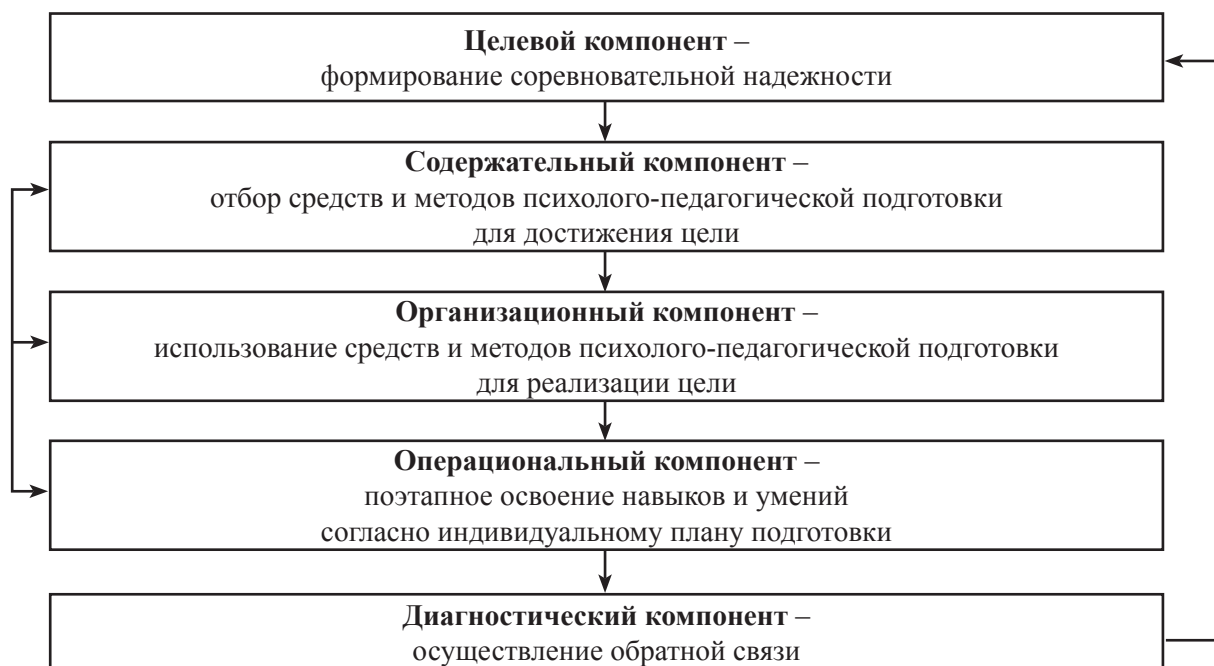 Целевой компонент –
формирование соревновательной надежности
Содержательный компонент –
отбор средств и методов психолого-педагогической подготовки
для достижения цели
Организационный компонент –
использование средств и методов психолого-педагогической подготовки
для реализации цели
Операциональный компонент –
поэтапное освоение навыков и умений
согласно индивидуальному плану подготовки
Диагностический компонент –
осуществление обратной связи